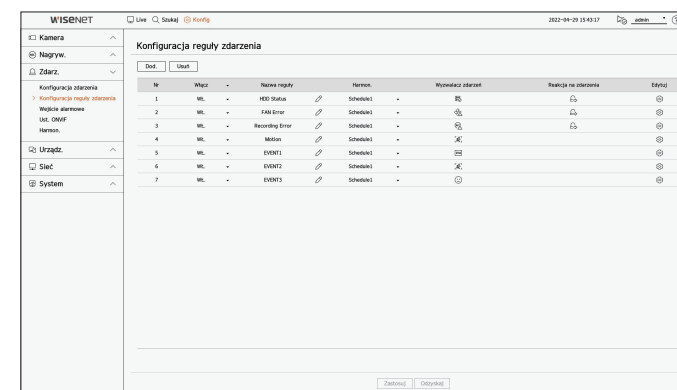 WISENET
Live Szukaj Konfig
2022-04-29 15:43:17 admin
Kamera
Nagryw.
Zdarz.
Konfiguracja zdarzenia
> Konfiguracja reguły zdarzenia
Wejście alarmowe
Ust. ONVIF
Harmon.
Urządz.
Sieć
System
Konfiguracja reguły zdarzenia
Dod. Usuń
Nr Włącz Nazwa reguły Harmon. Wyzwalacz zdarzeń Reakcja na zdarzenia Edytuj
1 Wł. HDD Status Schedule1
2 Wł. FAN Error Schedule1
3 Wł. Recording Error Schedule1
4 Wł. Motion Schedule1
5 Wł. EVENT1 Schedule1
6 Wł. EVENT2 Schedule1
7 Wł. EVENT3 Schedule1
Zastosuj Odzyskaj